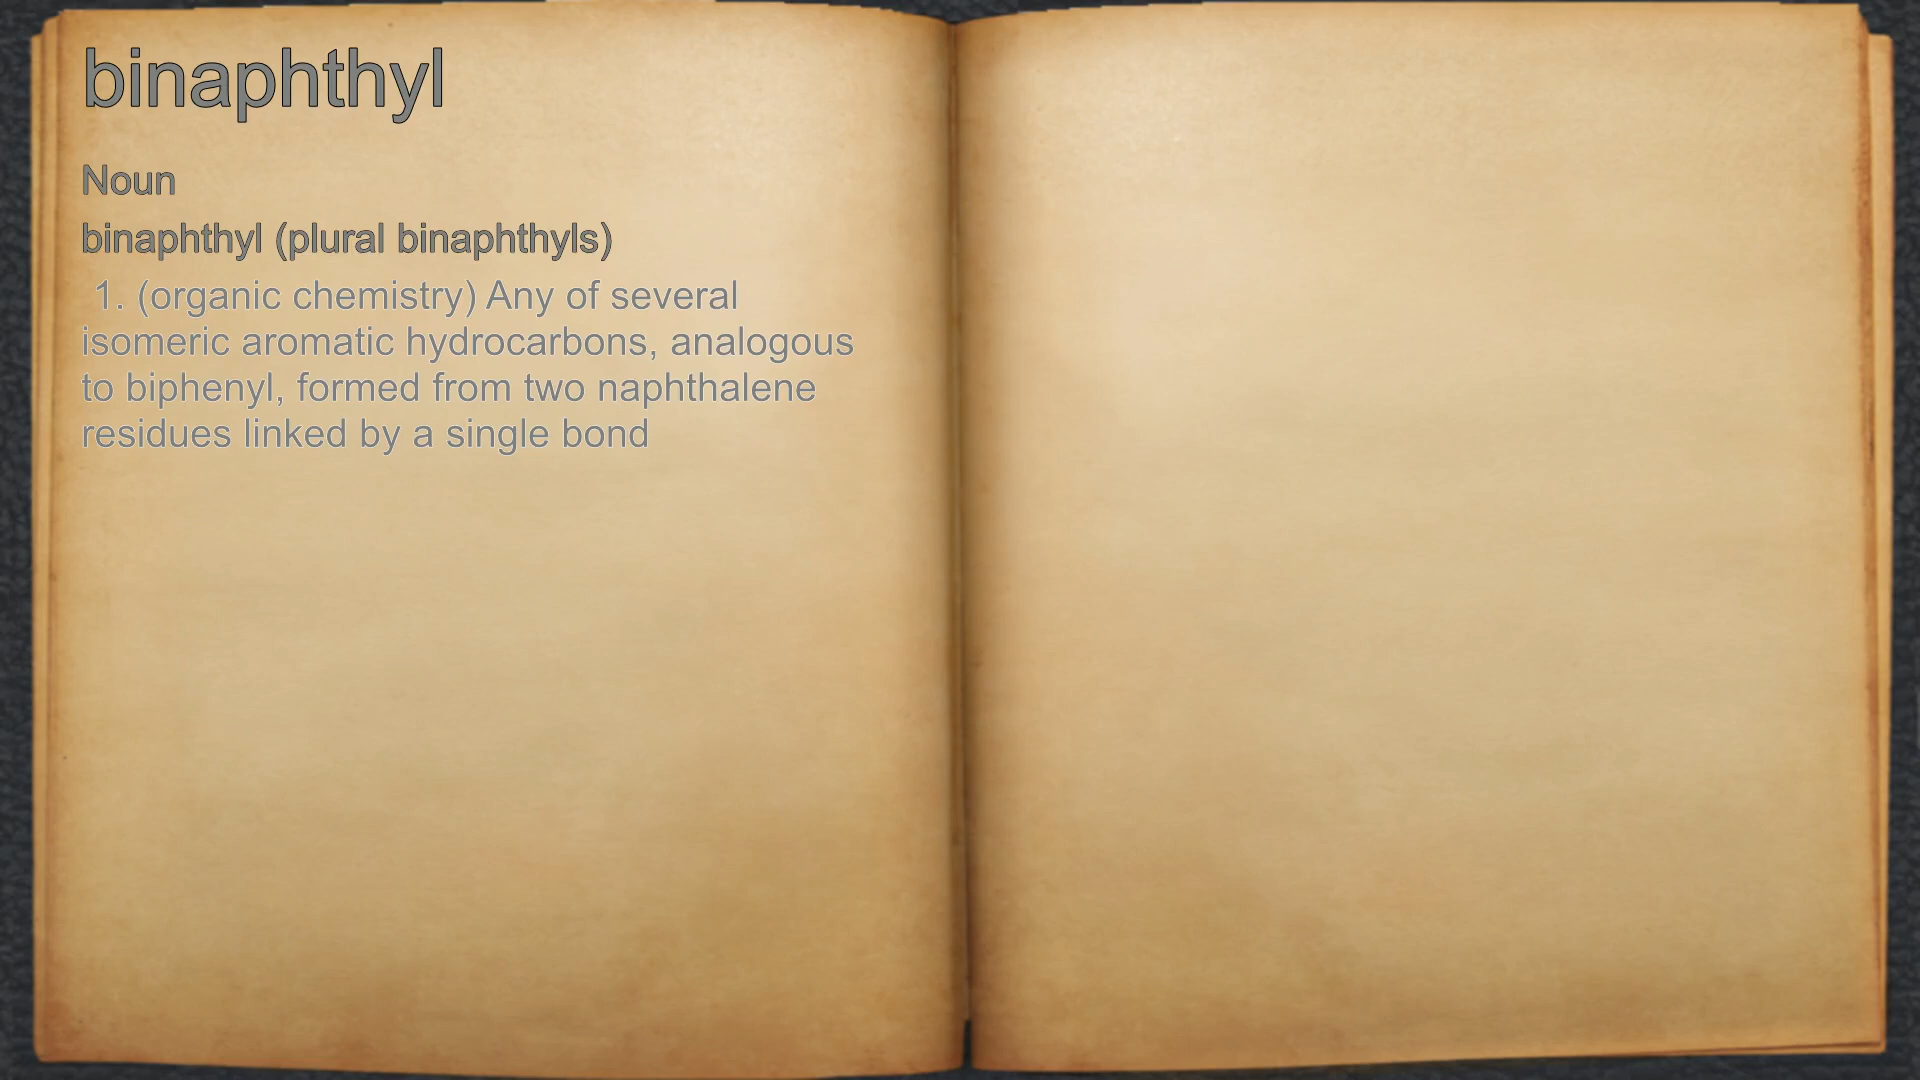 binaphthyl
Noun
binaphthyl (plural binaphthyls)
1. (organic chemistry) Any of several
isomeric aromatic hydrocarbons, analogous
to biphenyl, formed from two naphthalene
residues linked by a single bond